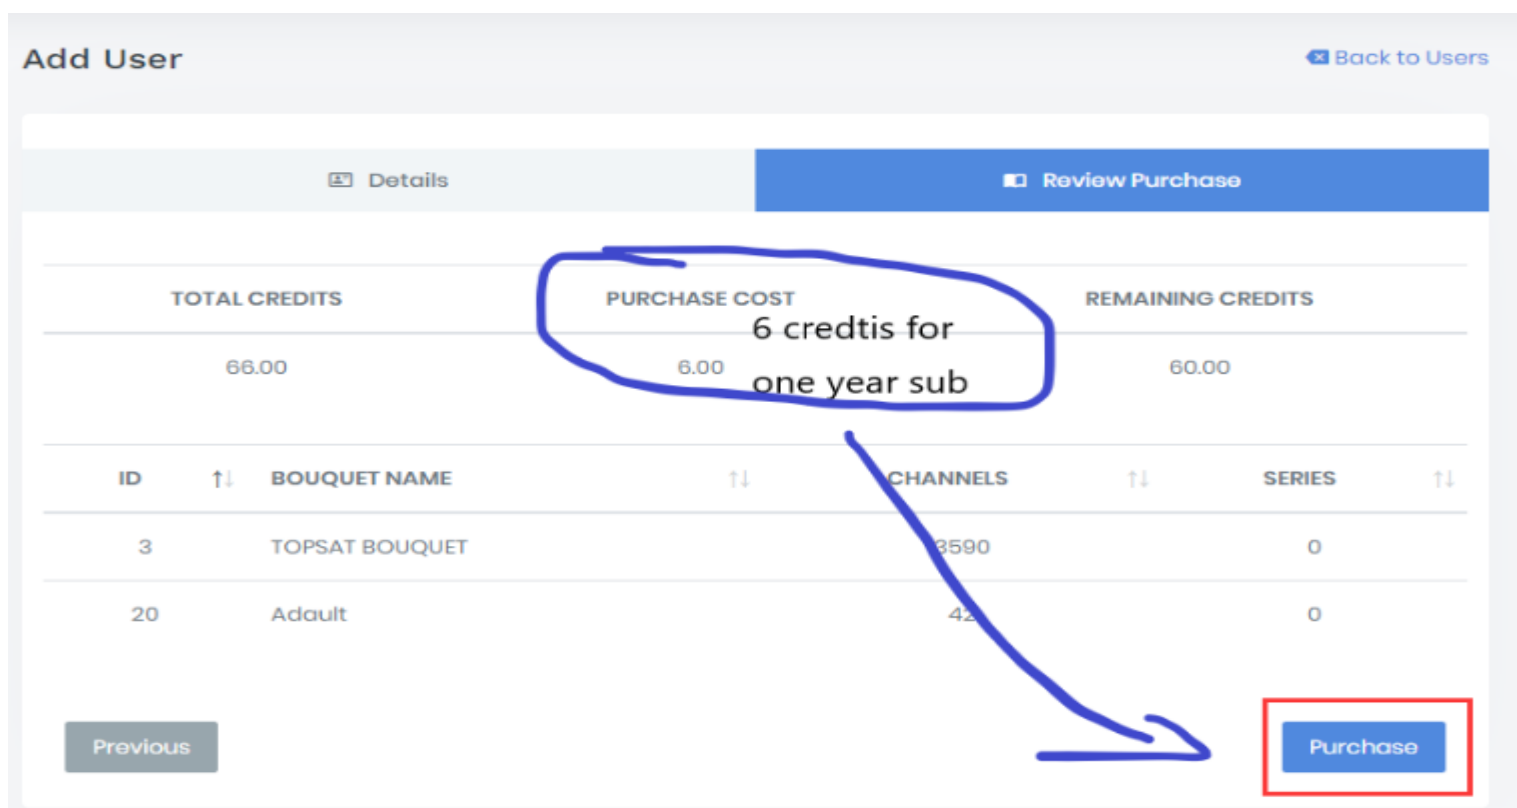 Add User
Back to Users
Details
Review Purchase
TOTAL CREDITS
PURCHASE COST
REMAINING CREDITS
6 credtis for
66.00
6.00
60.00
one year sub
ID
BOUQUET NAME
CHANNELS
SERIES
3
TOPSAT BOUQUET
3590
0
20
Adault
42
0
Previous
Purchase